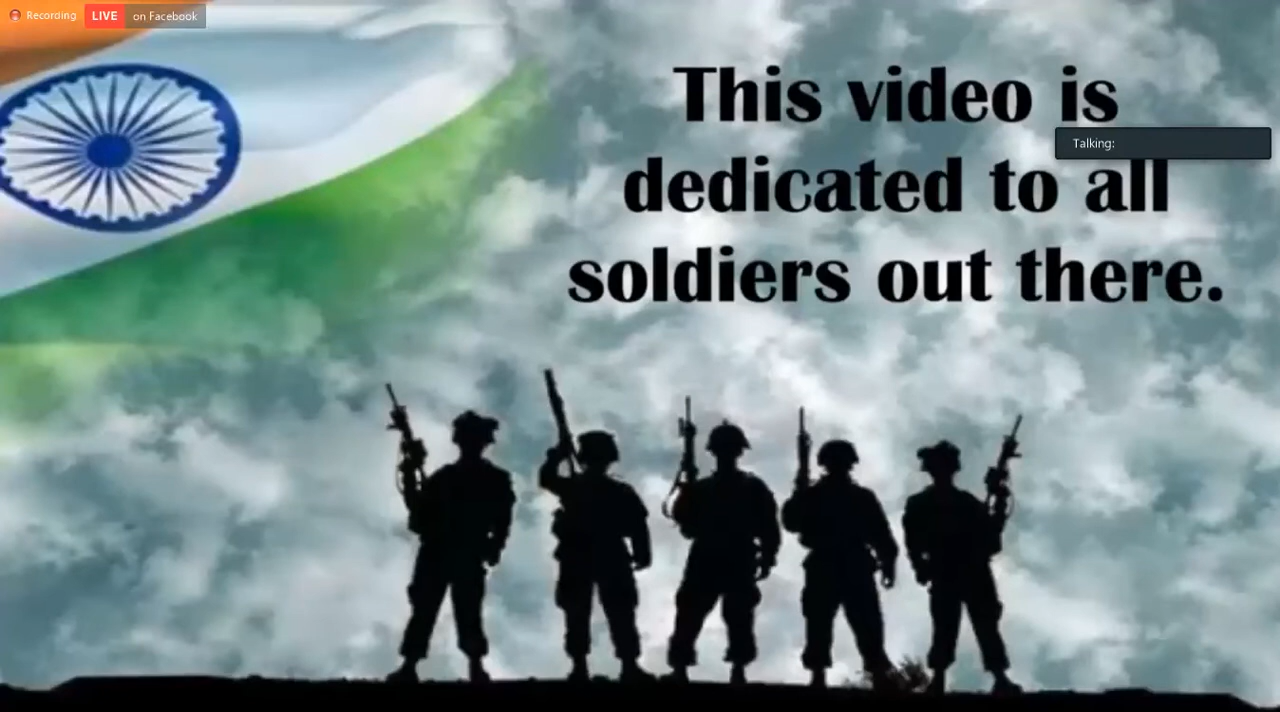 Recording LIVE on Facebook
This video is
Talking:
dedicated to all
soldiers out there.